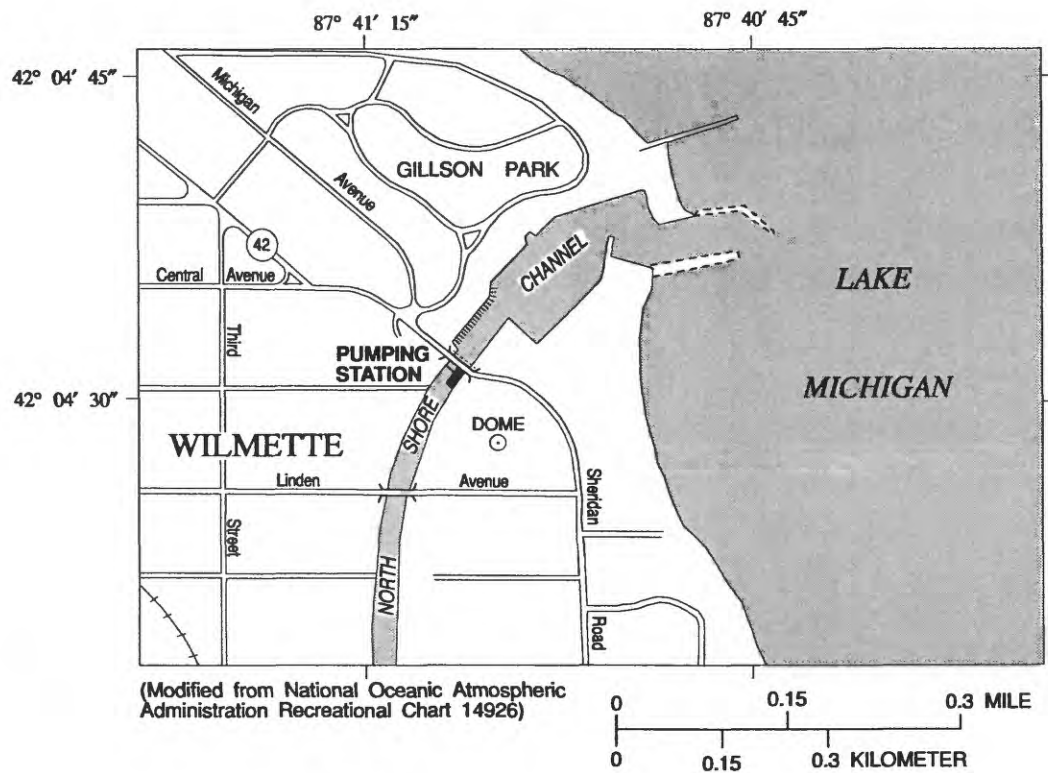 87° 41′ 15″
87° 40′ 45″
42° 04′ 45″
Michigan
Avenue
GILLSON PARK
42
Central Avenue
CHANNEL
LAKE
MICHIGAN
Third
Street
PUMPING
STATION
42° 04′ 30″
SHORE
DOME
WILMETTE
Linden
Avenue
Sheridan
Road
NORTH
(Modified from National Oceanic Atmospheric
Administration Recreational Chart 14926)
0 0.15 0.3 MILE
0 0.15 0.3 KILOMETER